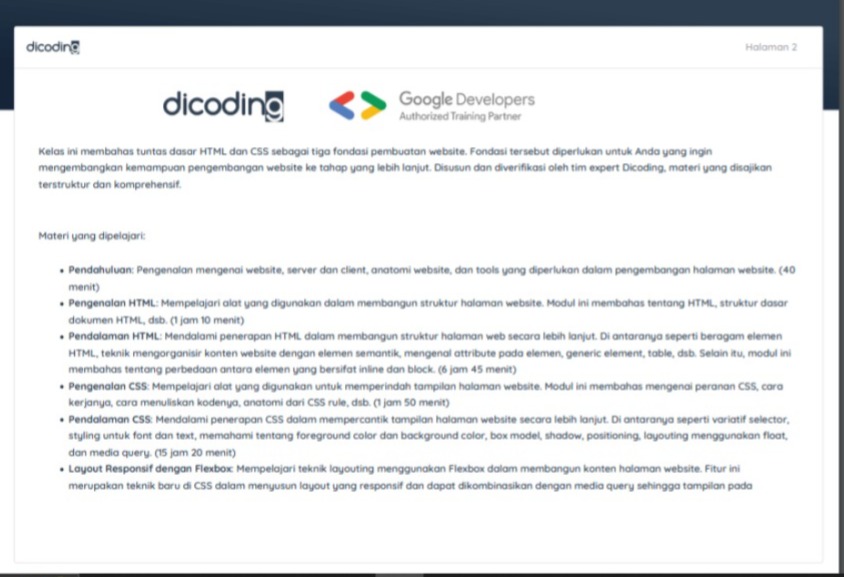 dicoding
Halaman 2
dicoding
Google Developers
Authorized Training Partner
Kelas ini membahas tuntas dasar HTML dan CSS sebagai tiga fondasi pembuatan website. Fondasi tersebut diperlukan untuk Anda yang ingin
mengembangkan kemampuan pengembangan website ke tahap yang lebih lanjut. Disusun dan diverifikasi oleh tim expert Dicoding, materi yang disajikan
terstruktur dan komprehensif.
Materi yang dipelajari:
• Pendahuluan: Pengenalan mengenai website, server dan client, anatomi website, dan tools yang diperlukan dalam pengembangan halaman website. (40
menit)
• Pengenalan HTML: Mempelajari alat yang digunakan dalam membangun struktur halaman website. Modul ini membahas tentang HTML, struktur dasar
dokumen HTML, dsb. (1 jam 10 menit)
• Pendalaman HTML: Mendalami penerapan HTML dalam membangun struktur halaman web secara lebih lanjut. Di antaranya seperti beragam elemen
HTML, teknik mengorganisir konten website dengan elemen semantik, mengenal attribute pada elemen, generic element, table, dsb. Selain itu, modul ini
membahas tentang perbedaan antara elemen yang bersifat inline dan block. (6 jam 45 menit)
• Pengenalan CSS: Mempelajari alat yang digunakan untuk memperindah tampilan halaman website. Modul ini membahas mengenai peranan CSS, cara
kerjanya, cara menuliskan kodenya, anatomi dari CSS rule, dsb. (1 jam 50 menit)
• Pendalaman CSS: Mendalami penerapan CSS dalam mempercantik tampilan halaman website secara lebih lanjut. Di antaranya seperti variatif selector,
styling untuk font dan text, memahami tentang foreground color dan background color, box model, shadow, positioning, layouting menggunakan float,
dan media query. (15 jam 20 menit)
• Layout Responsif dengan Flexbox: Mempelajari teknik layouting menggunakan Flexbox dalam membangun konten halaman website. Fitur ini
merupakan teknik baru di CSS dalam menyusun layout yang responsif dan dapat dikombinasikan dengan media query sehingga tampilan pada